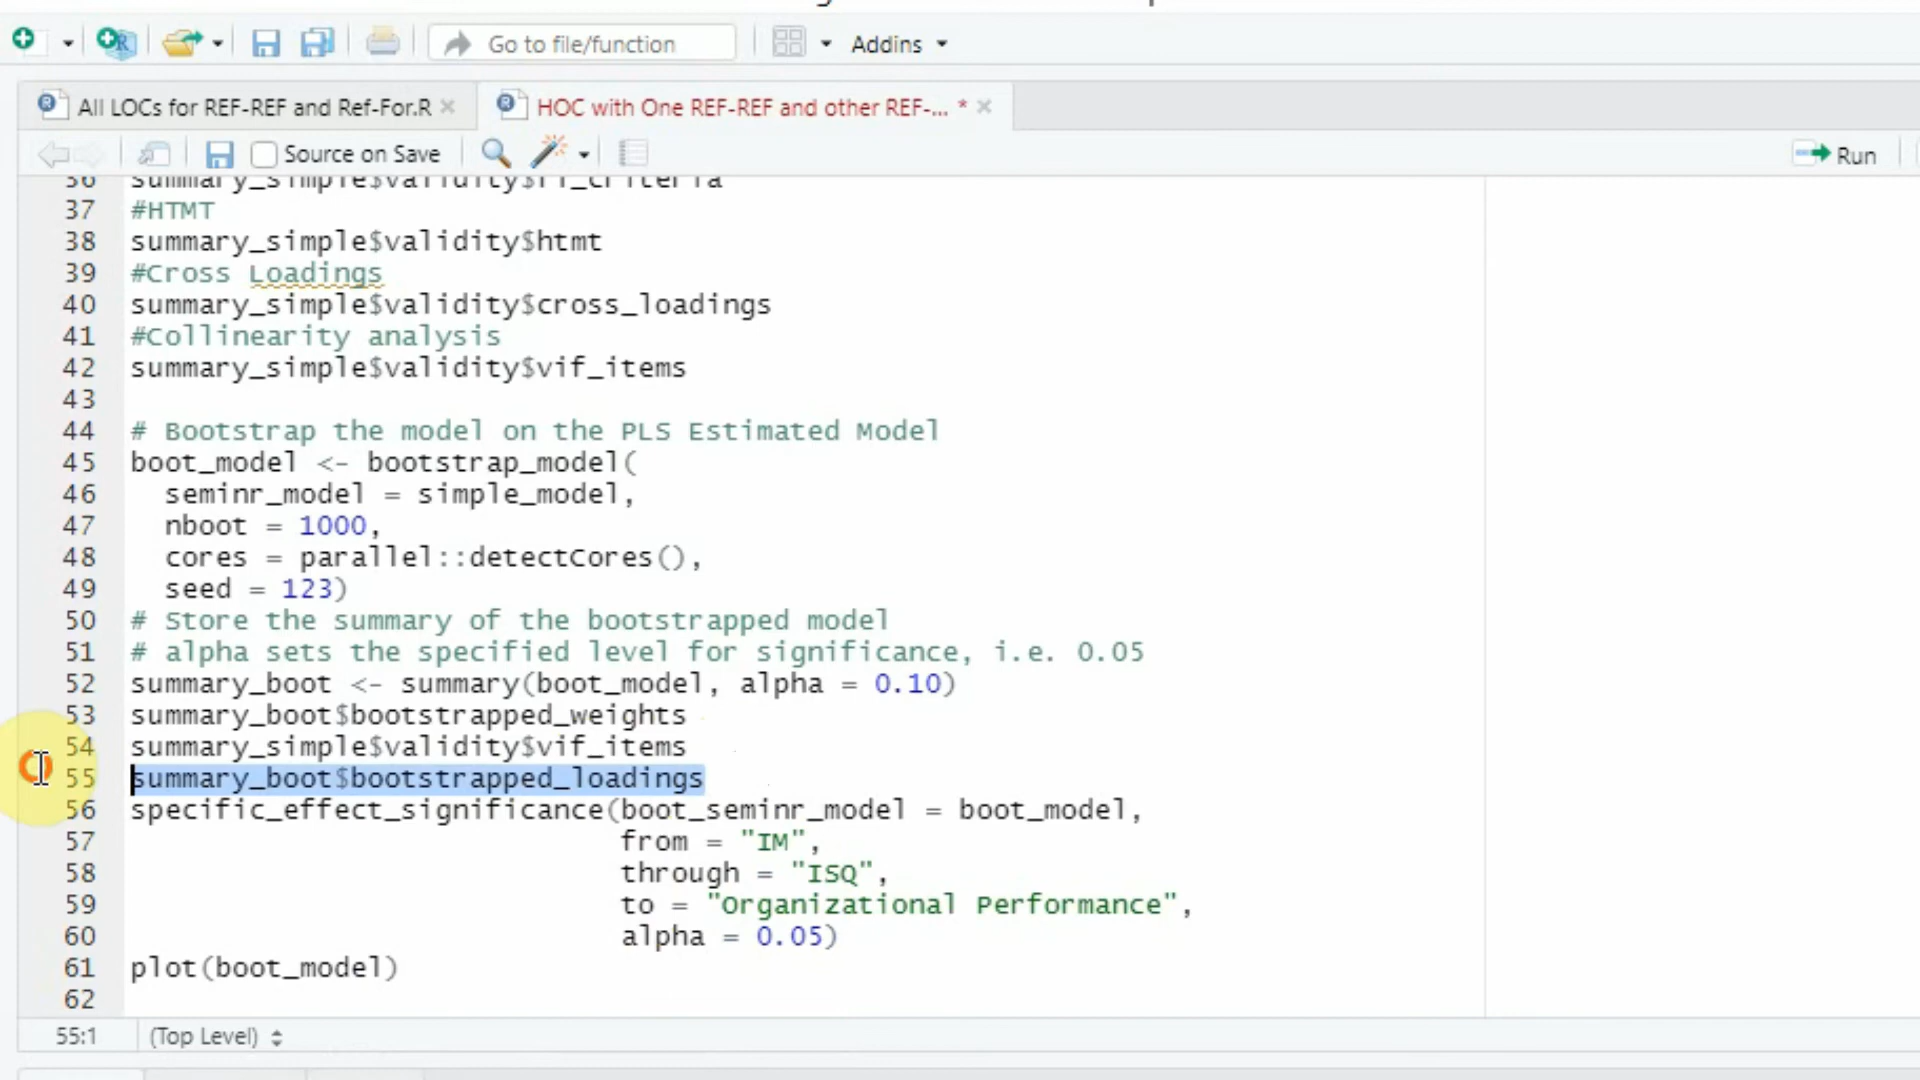 Go to file/function
Addins
All LOCs for REF-REF and Ref-For.R
HOC with One REF-REF and other REF-... *
Source on Save
Run
36 summary_simple$validity$fl_criteria
37 #HTMT
38 summary_simple$validity$htmt
39 #Cross Loadings
40 summary_simple$validity$cross_loadings
41 #Collinearity analysis
42 summary_simple$validity$vif_items
43
44 # Bootstrap the model on the PLS Estimated Model
45 boot_model <- bootstrap_model(
46 seminr_model = simple_model,
47 nboot = 1000,
48 cores = parallel::detectCores(),
49 seed = 123)
50 # Store the summary of the bootstrapped model
51 # alpha sets the specified level for significance, i.e. 0.05
52 summary_boot <- summary(boot_model, alpha = 0.10)
53 summary_boot$bootstrapped_weights
54 summary_simple$validity$vif_items
55 summary_boot$bootstrapped_loadings
56 specific_effect_significance(boot_seminr_model = boot_model,
57 from = "IM",
58 through = "ISQ",
59 to = "Organizational Performance",
60 alpha = 0.05)
61 plot(boot_model)
62
55:1 (Top Level)